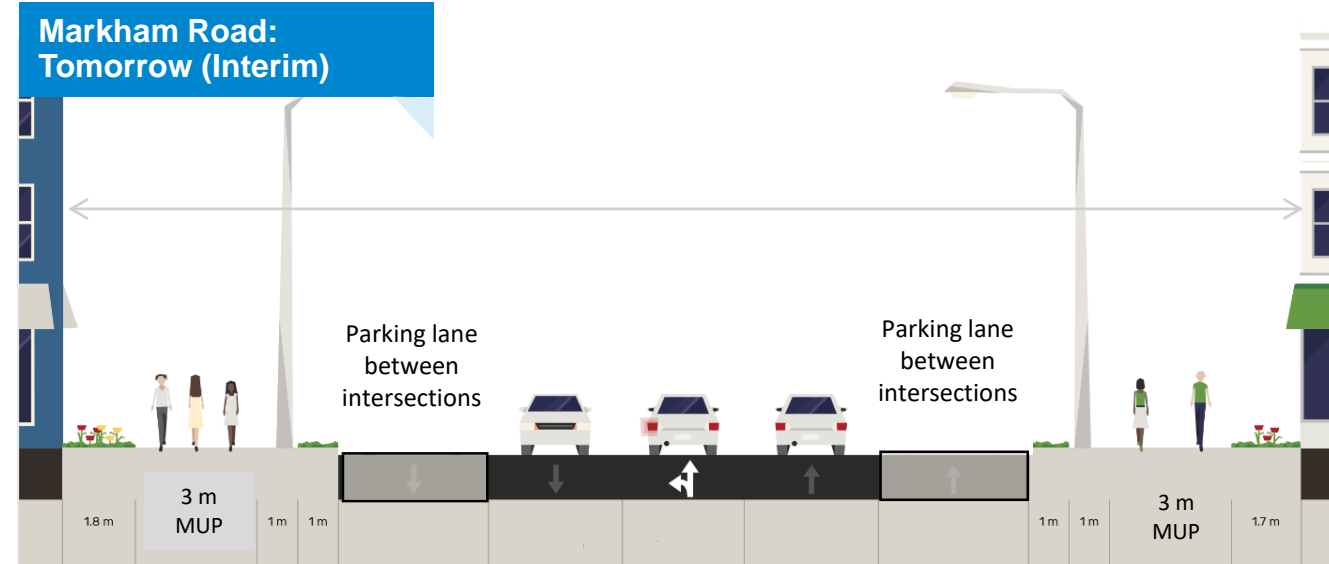 Markham Road:
Tomorrow (Interim)
Parking lane
between
intersections
Parking lane
between
intersections
1.8 m
3 m
MUP
1 m
1 m
1 m
1 m
3 m
MUP
1.7 m